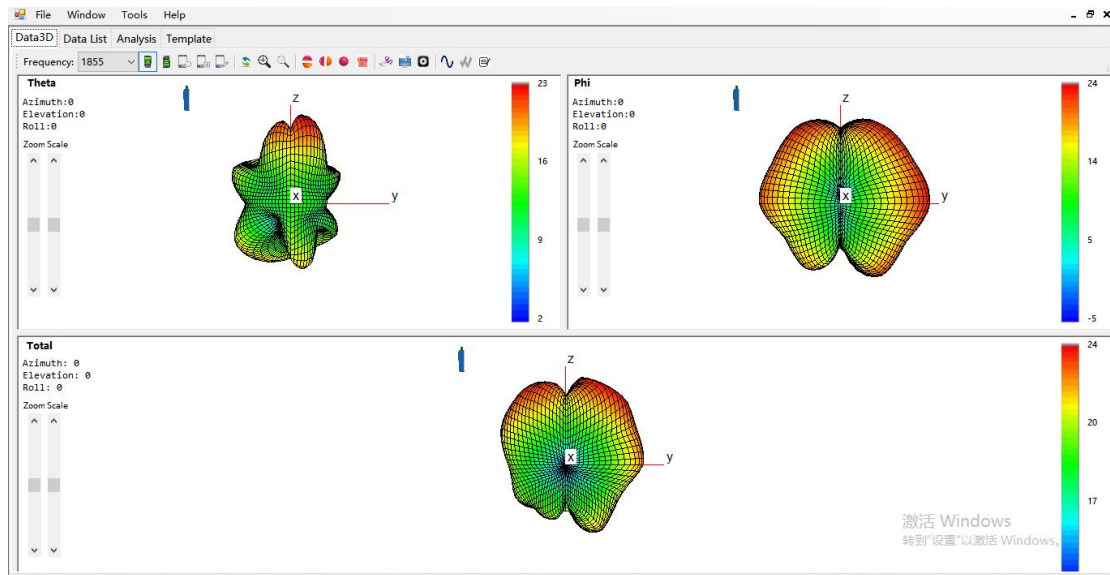 File Window Tools Help
Data3D Data List Analysis Template
Frequency: 1855
Theta
Azimuth:0
Elevation:0
Roll:0
Zoom Scale
z
x
y
23
16
9
2
Phi
Azimuth:0
Elevation:0
Roll:0
Zoom Scale
z
x
y
24
14
5
-5
Total
Azimuth: 0
Elevation: 0
Roll: 0
Zoom Scale
z
x
y
24
20
17
激活 Windows
转到"设置"以激活 Windows。